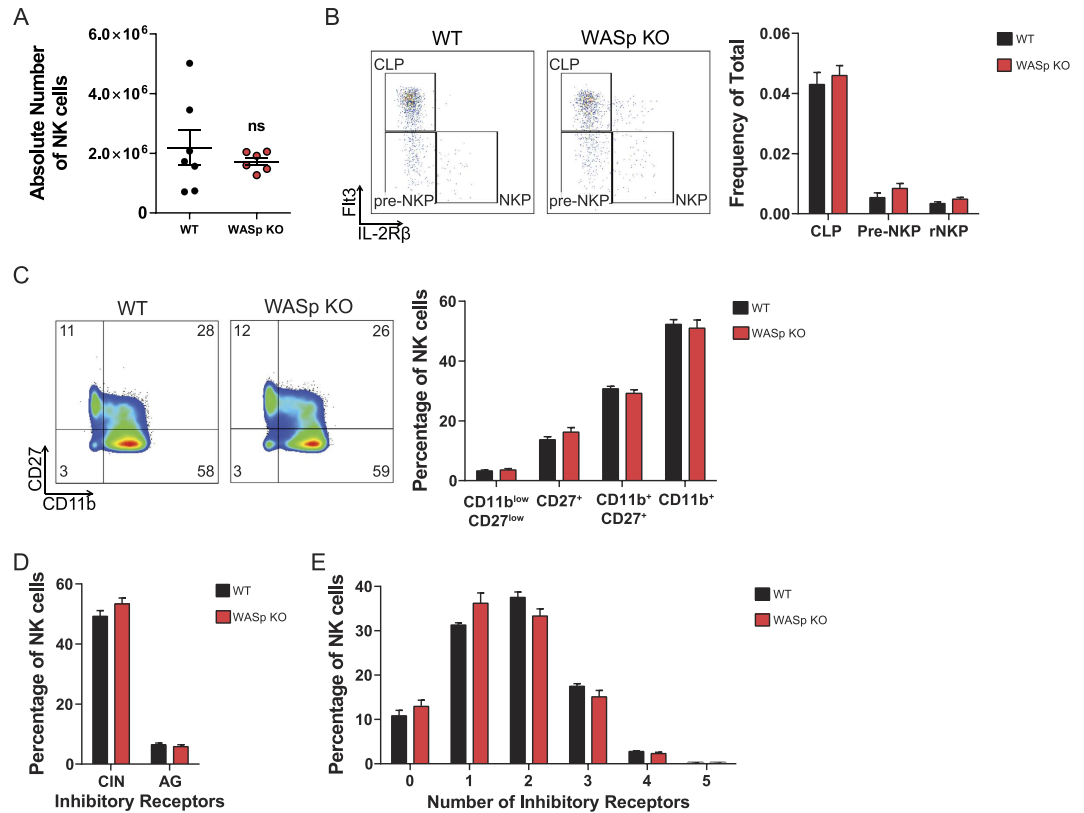 A
Absolute Number
of NK cells
6.0×10⁶
4.0×10⁶
2.0×10⁶
0
ns
WT
WASp KO
B
WT
WASp KO
CLP
CLP
pre-NKP
NKP
pre-NKP
NKP
Flt3
IL-2Rβ
Frequency of Total
0.06
0.04
0.02
0.00
CLP
Pre-NKP
rNKP
WT
WASp KO
C
WT
WASp KO
11
28
12
26
3
58
3
59
CD27
CD11b
Percentage of NK cells
60
40
20
0
CD11blow
CD27low
CD27+
CD11b+
CD27+
CD11b+
WT
WASp KO
D
Percentage of NK cells
60
40
20
0
CIN
AG
Inhibitory Receptors
WT
WASp KO
E
Percentage of NK cells
40
30
20
10
0
0
1
2
3
4
5
Number of Inhibitory Receptors
WT
WASp KO